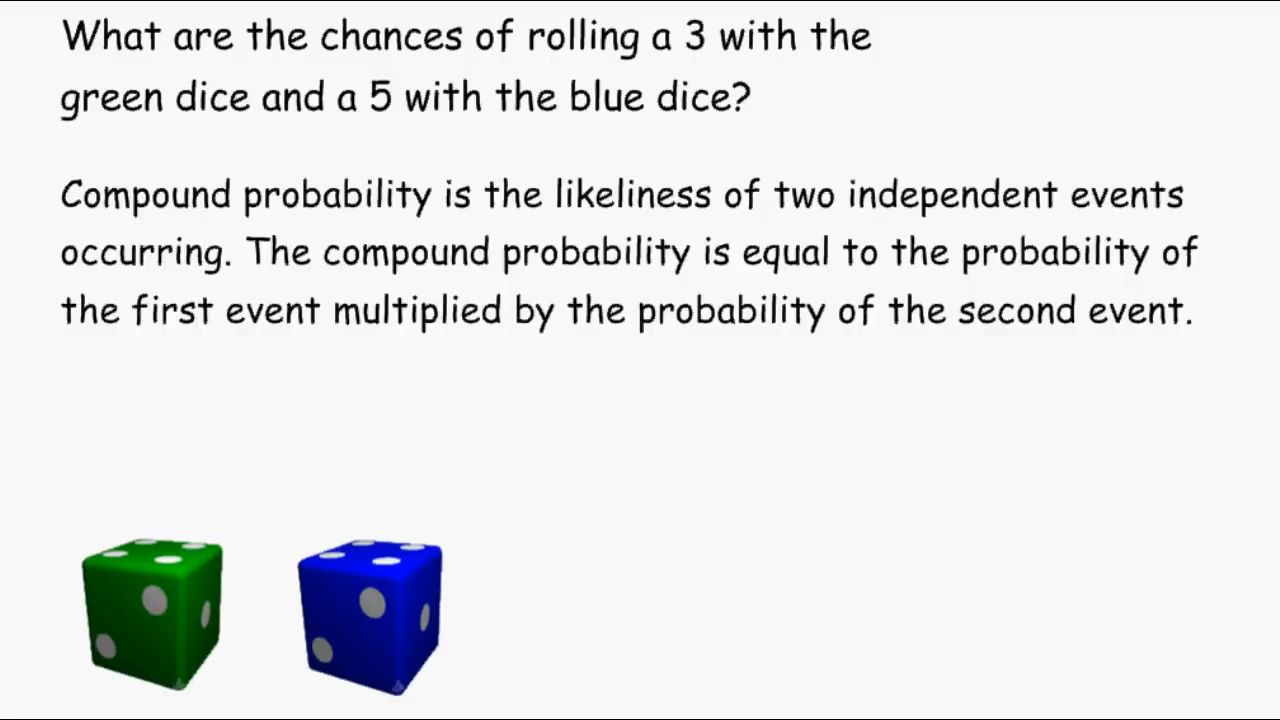 What are the chances of rolling a 3 with the
green dice and a 5 with the blue dice?
Compound probability is the likeliness of two independent events
occurring. The compound probability is equal to the probability of
the first event multiplied by the probability of the second event.